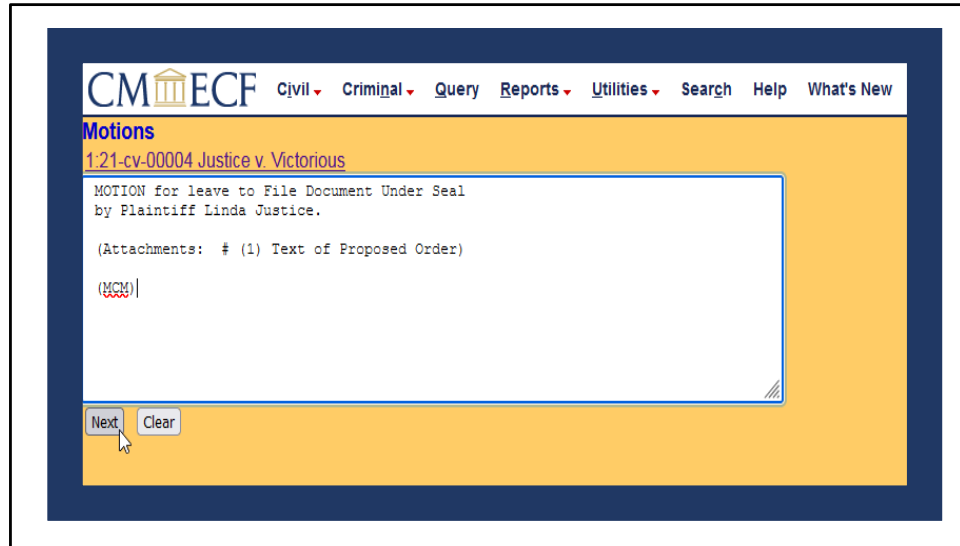 CM ECF Civil Criminal Query Reports Utilities Search Help What's New
Motions
1:21-cv-00004 Justice v. Victorious
MOTION for leave to File Document Under Seal
by Plaintiff Linda Justice.
(Attachments: # (1) Text of Proposed Order)
(MCM)
Next Clear